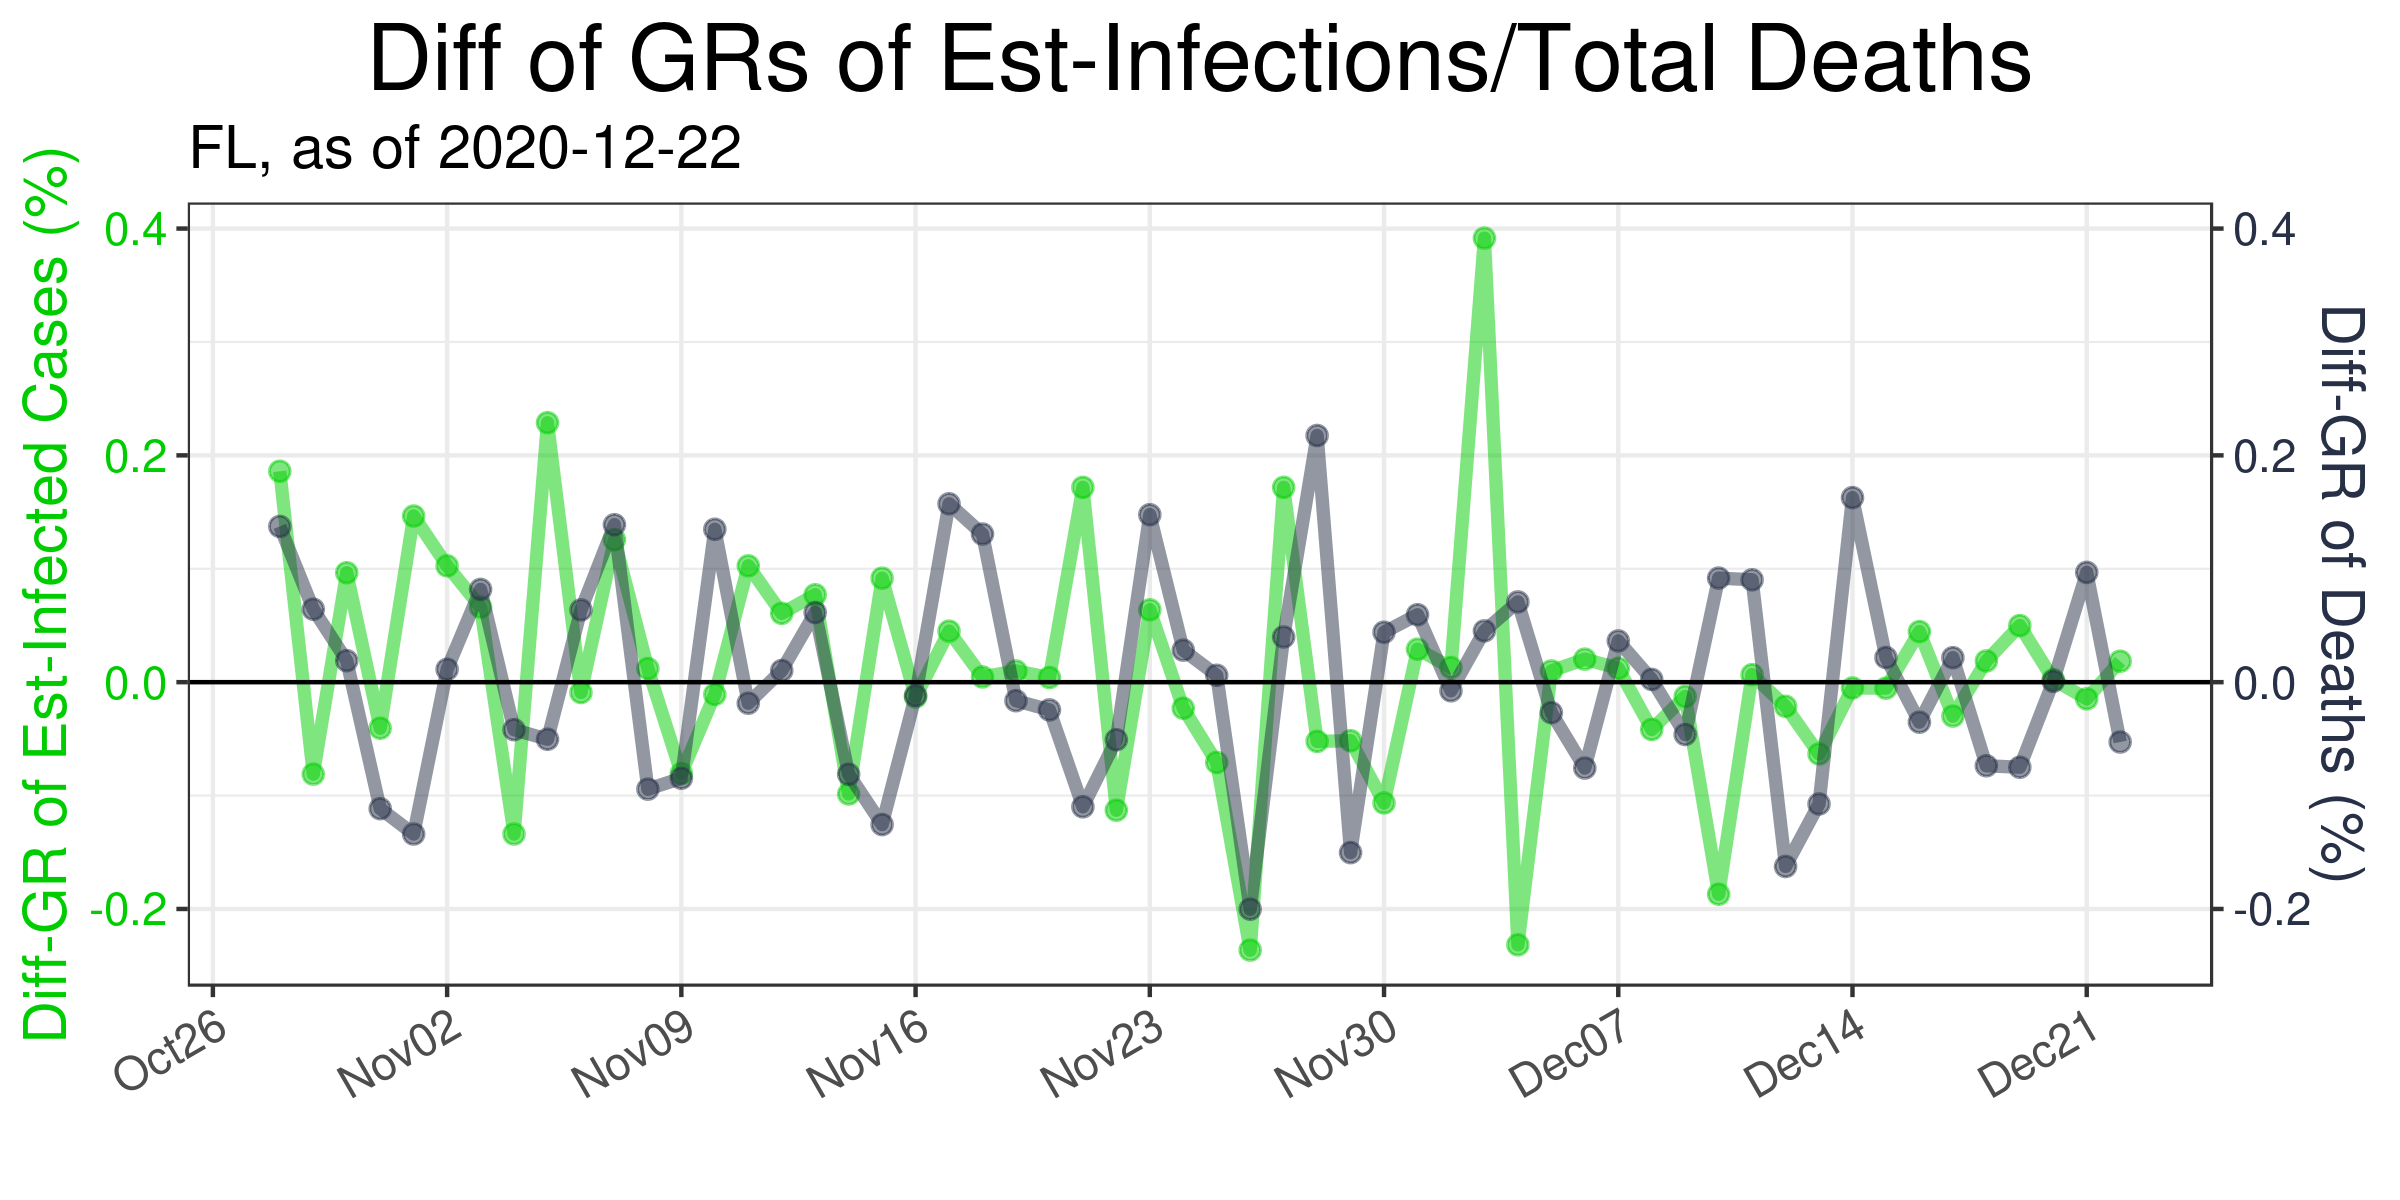 Diff of GRs of Est-Infections/Total Deaths
FL, as of 2020-12-22
Diff-GR of Est-Infected Cases (%)
0.4
0.2
0.0
-0.2
0.4
0.2
0.0
-0.2
Diff-GR of Deaths (%)
Oct26
Nov02
Nov09
Nov16
Nov23
Nov30
Dec07
Dec14
Dec21